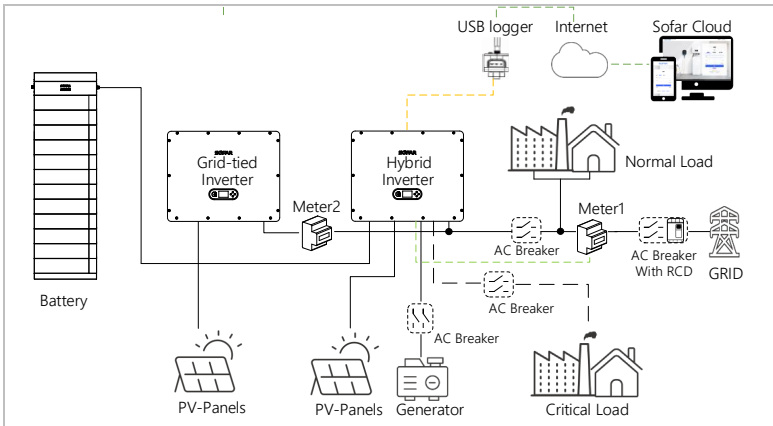 USB logger
Internet
Sofar Cloud
SOFAR
Grid-tied
Inverter
SOFAR
Hybrid
Inverter
Normal Load
Meter2
Meter1
AC Breaker
AC Breaker
With RCD
GRID
Battery
AC Breaker
AC Breaker
PV-Panels
PV-Panels
Generator
Critical Load